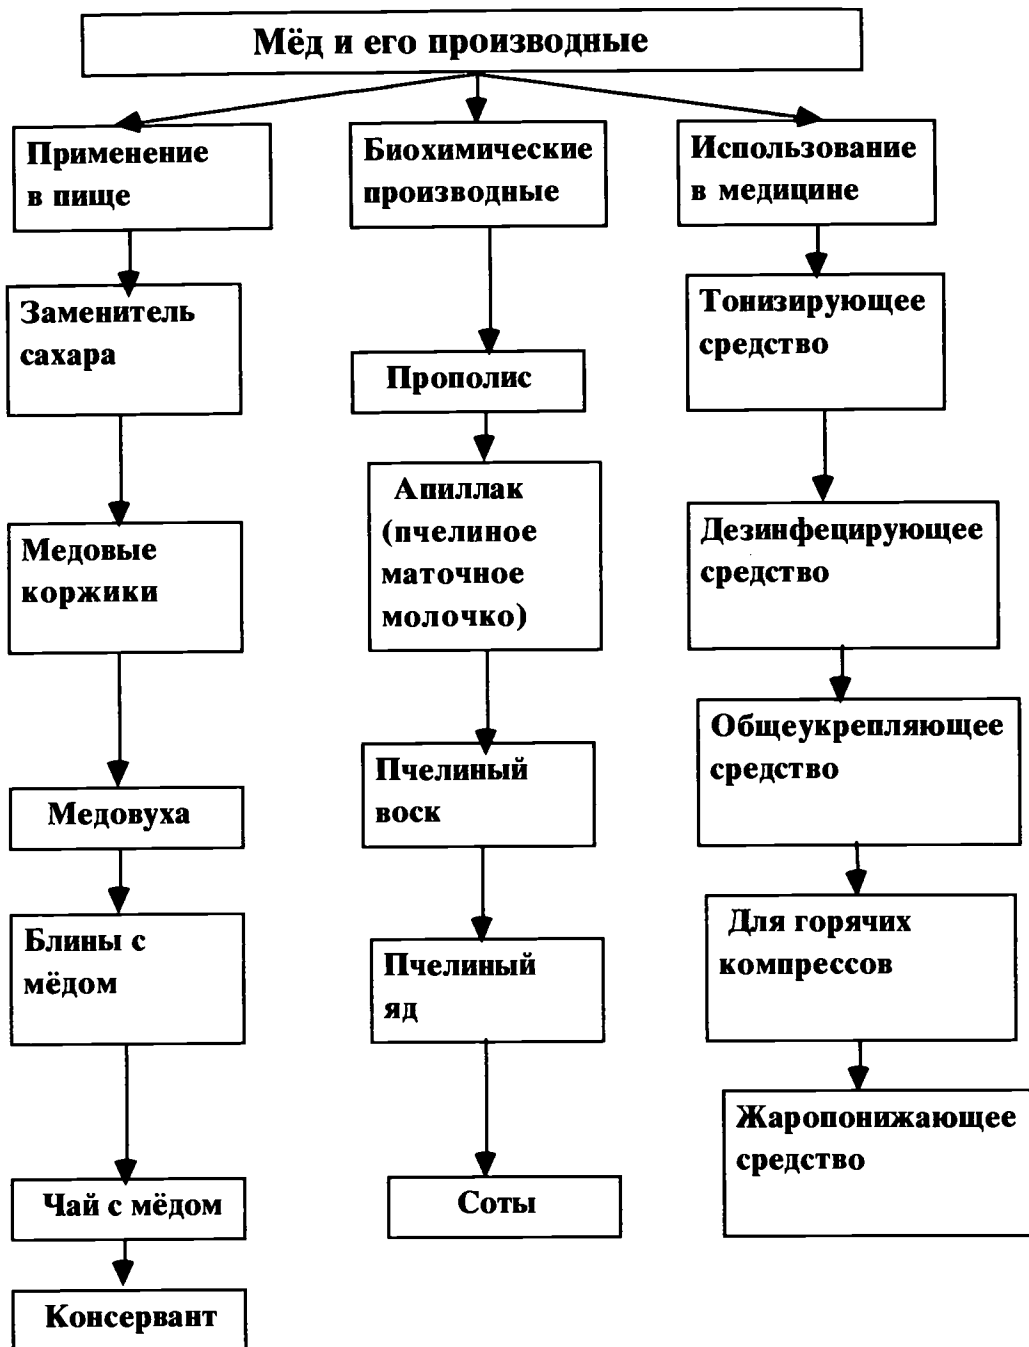 Мёд и его производные
Применение
в пище
Заменитель
сахара
Медовые
коржики
Медовуха
Блины с
мёдом
Чай с мёдом
Консервант
Биохимические
производные
Прополис
Апиллак
(пчелиное
маточное
молочко)
Пчелиный
воск
Пчелиный
яд
Соты
Использование
в медицине
Тонизирующее
средство
Дезинфецирующее
средство
Общеукрепляющее
средство
Для горячих
компрессов
Жаропонижающее
средство